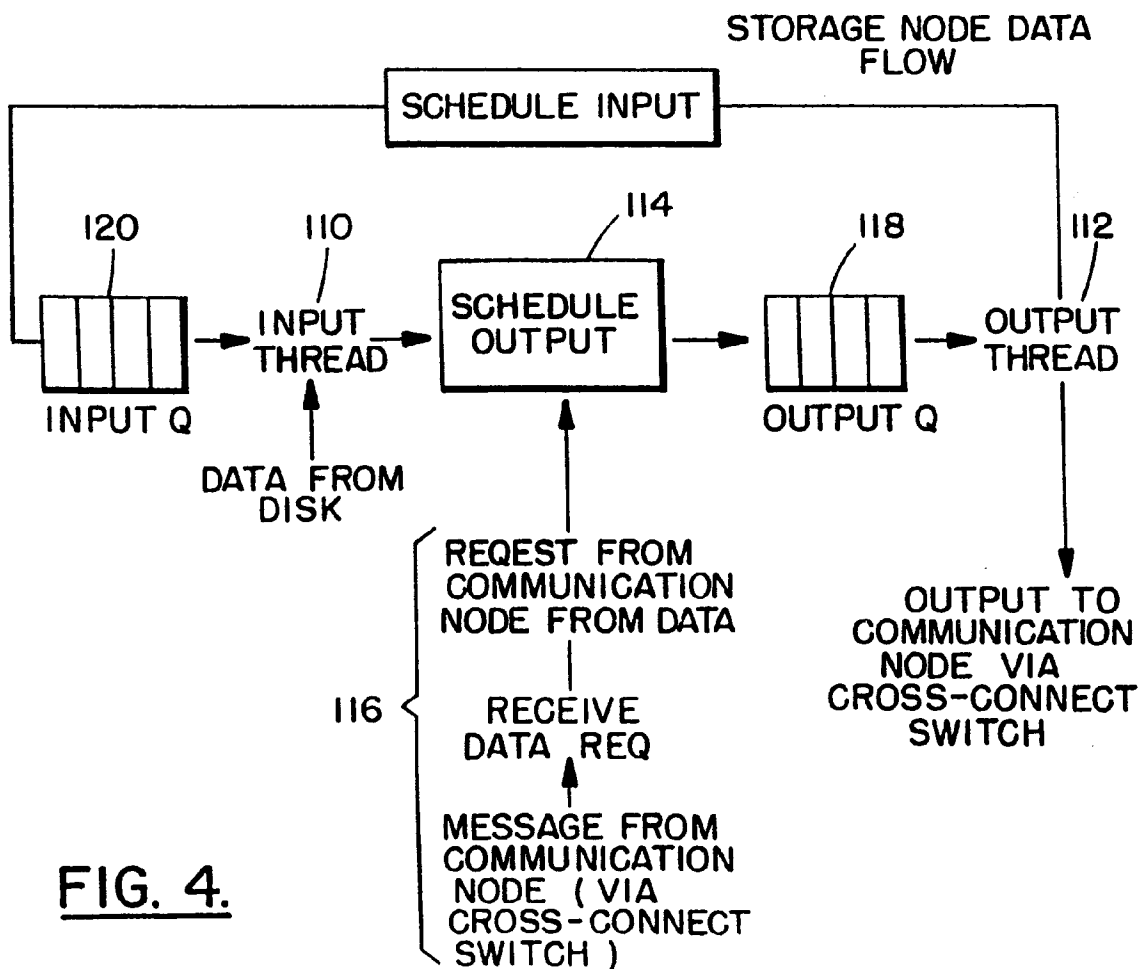 STORAGE NODE DATA
FLOW
SCHEDULE INPUT
120
110
114
118
112
INPUT
THREAD
SCHEDULE
OUTPUT
OUTPUT
THREAD
INPUT Q
OUTPUT Q
DATA FROM
DISK
116
REQEST FROM
COMMUNICATION
NODE FROM DATA
RECEIVE
DATA REQ
MESSAGE FROM
COMMUNICATION
NODE ( VIA
CROSS-CONNECT
SWITCH )
OUTPUT TO
COMMUNICATION
NODE VIA
CROSS-CONNECT
SWITCH
FIG. 4.